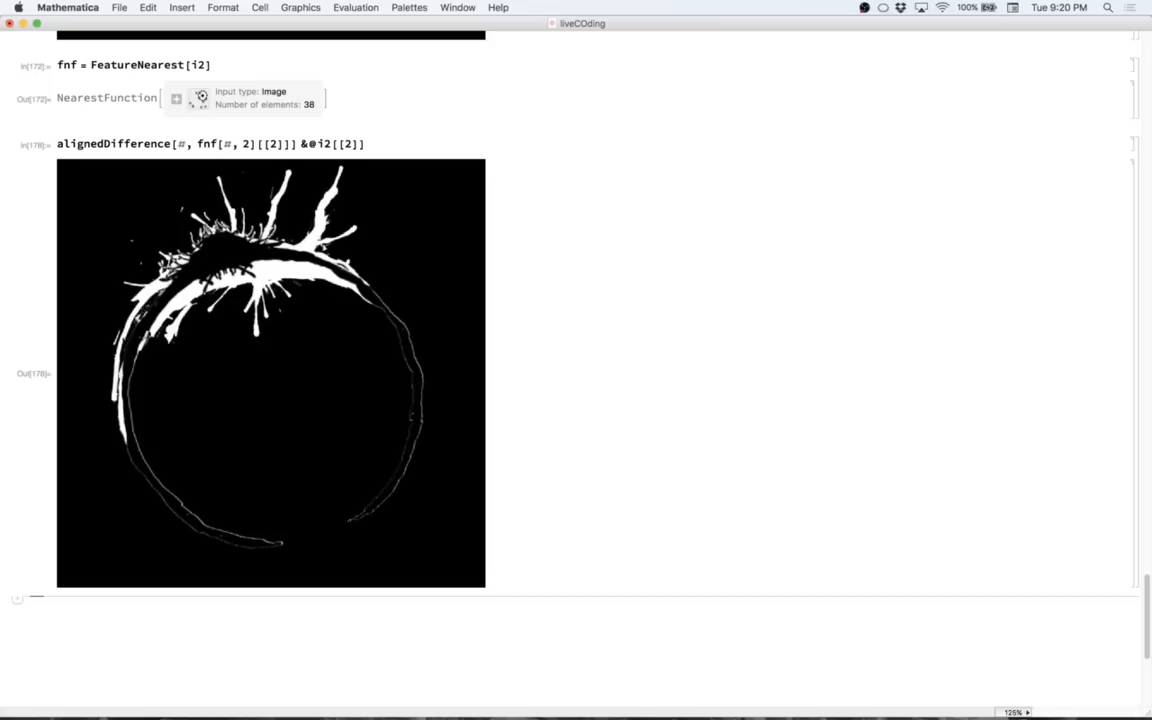 Mathematica File Edit Insert Format Cell Graphics Evaluation Palettes Window Help 100% Tue 9:20 PM
liveCOding
In[172]:= fnf = FeatureNearest[i2]
Out[172]= NearestFunction[ Input type: Image
Number of elements: 38 ]
In[178]:= alignedDifference[#, fnf[#, 2][[2]]] &@i2[[2]]
Out[178]=
125%